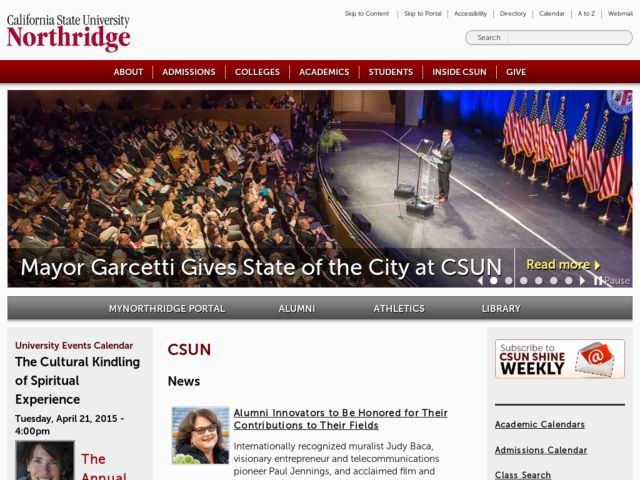 California State University
Northridge
Skip to Content
Skip to Portal
Accessibility
Directory
Calendar
A to Z
Webmail
Search
ABOUT
ADMISSIONS
COLLEGES
ACADEMICS
STUDENTS
INSIDE CSUN
GIVE
Mayor Garcetti Gives State of the City at CSUN
Read more
Pause
MYNORTHRIDGE PORTAL
ALUMNI
ATHLETICS
LIBRARY
University Events Calendar
The Cultural Kindling
of Spiritual
Experience
Tuesday, April 21, 2015 -
4:00pm
The
Annual
CSUN
News
Alumni Innovators to Be Honored for Their
Contributions to Their Fields
Internationally recognized muralist Judy Baca,
visionary entrepreneur and telecommunications
pioneer Paul Jennings, and acclaimed film and
Subscribe to
CSUN SHINE
WEEKLY
@
Academic Calendars
Admissions Calendar
Class Search